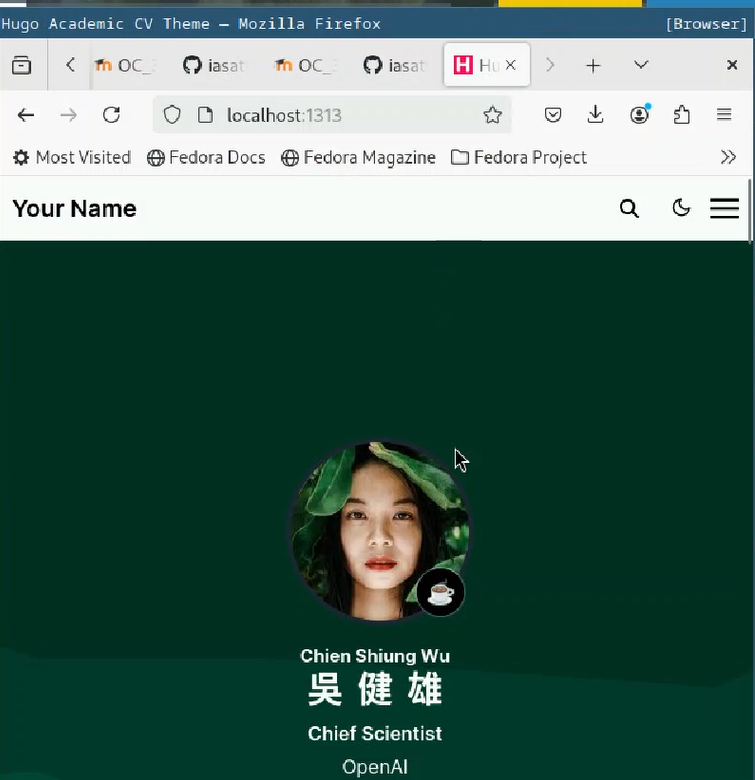 Hugo Academic CV Theme — Mozilla Firefox [Browser]
OC_ iasat OC_ iasat Hu
localhost:1313
Most Visited Fedora Docs Fedora Magazine Fedora Project
Your Name
Chien Shiung Wu
吳健雄
Chief Scientist
OpenAI